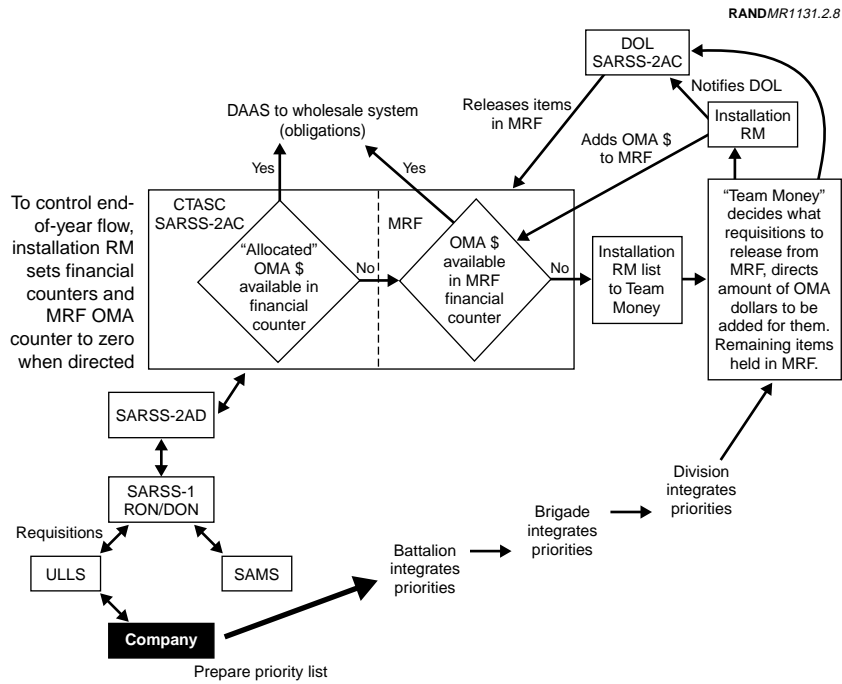 RANDMR1131.2.8
DOL
SARSS-2AC
Notifies DOL
Releases items
in MRF
Installation
RM
DAAS to wholesale system
(obligations)
Adds OMA $
to MRF
Yes
Yes
To control end-
of-year flow,
installation RM
sets financial
counters and
MRF OMA
counter to zero
when directed
CTASC
SARSS-2AC
MRF
"Allocated"
OMA $
available in
financial
counter
No
OMA $
available
in MRF
financial
counter
No
Installation
RM list
to Team
Money
"Team Money"
decides what
requisitions to
release from
MRF, directs
amount of OMA
dollars to be
added for them.
Remaining items
held in MRF.
SARSS-2AD
SARSS-1
RON/DON
Requisitions
ULLS
SAMS
Company
Prepare priority list
Battalion
integrates
priorities
Brigade
integrates
priorities
Division
integrates
priorities